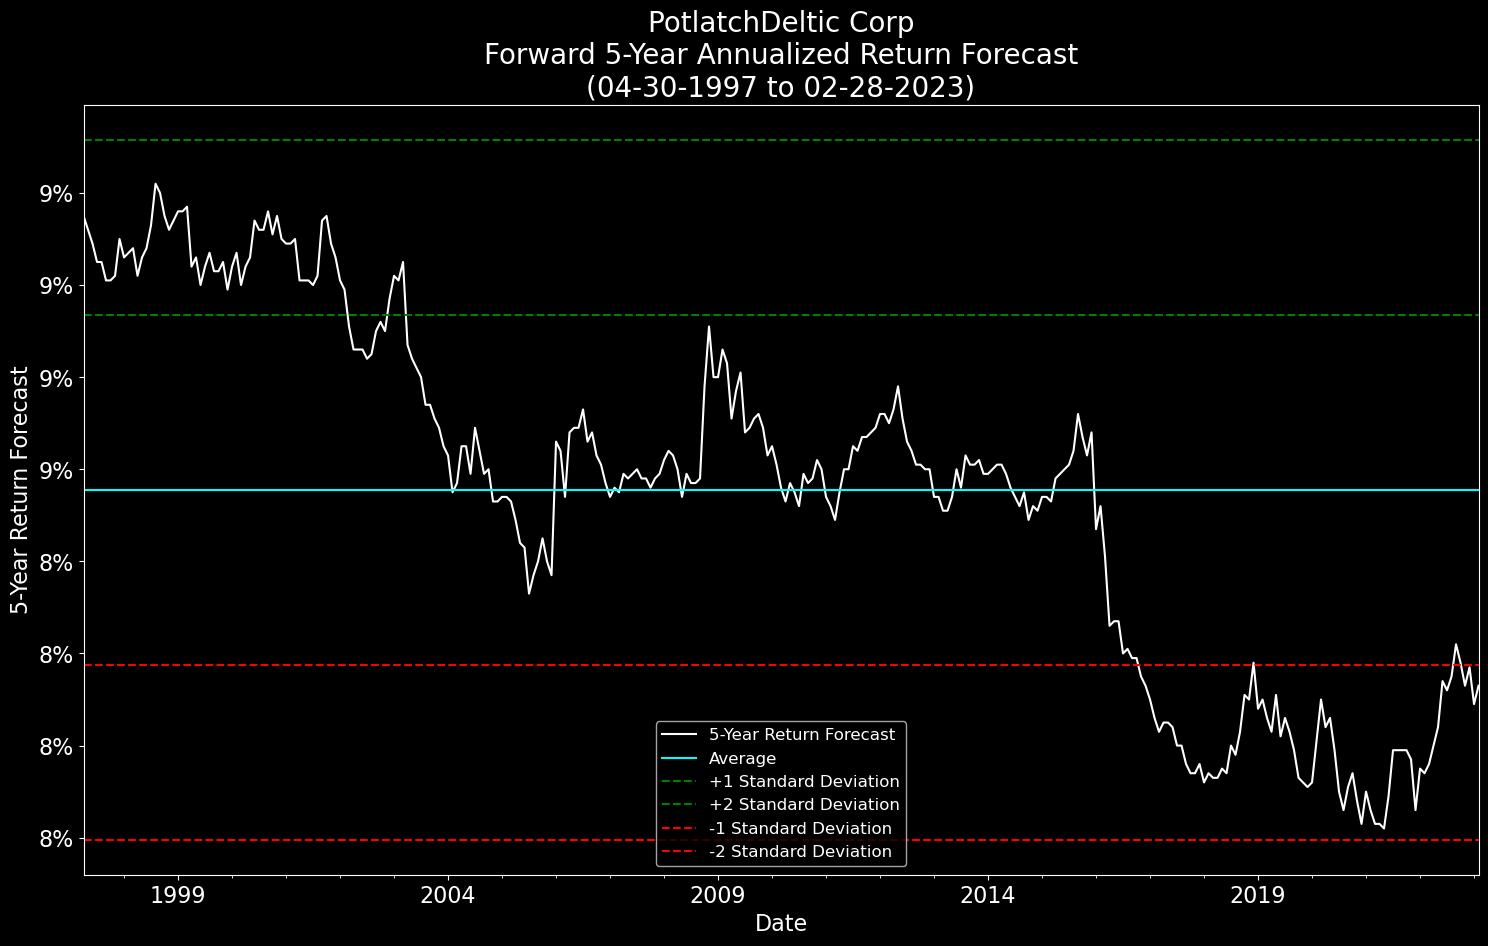 PotlatchDeltic Corp
Forward 5-Year Annualized Return Forecast
(04-30-1997 to 02-28-2023)
5-Year Return Forecast
9%
9%
9%
9%
8%
8%
8%
8%
5-Year Return Forecast
Average
+1 Standard Deviation
+2 Standard Deviation
-1 Standard Deviation
-2 Standard Deviation
1999
2004
2009
2014
2019
Date